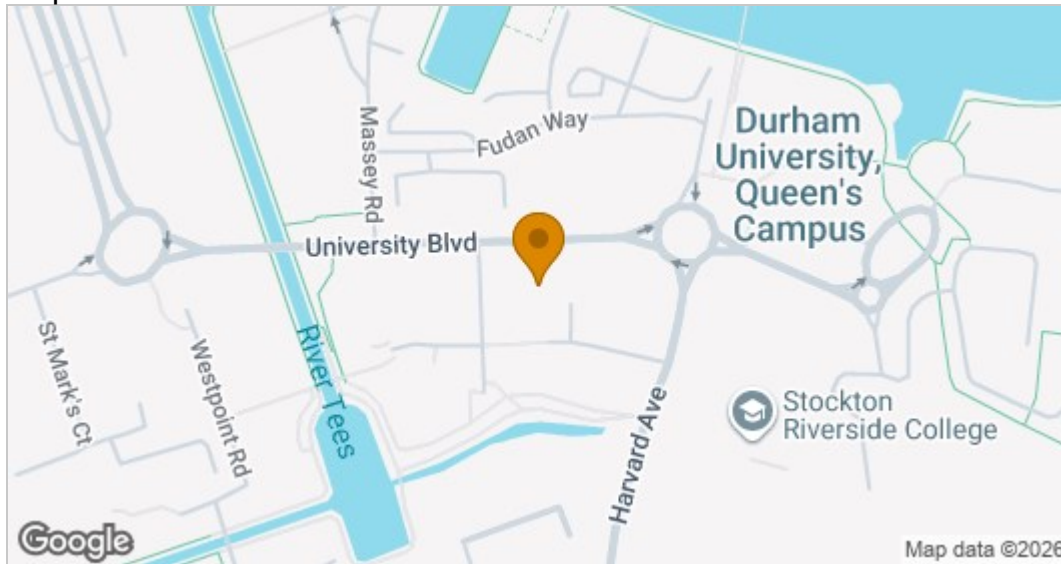 Massey Rd
Fudan Way
Durham
University,
Queen's
Campus
University Blvd
St Mark's Ct
Westpoint Rd
River Tees
Harvard Ave
Stockton
Riverside College
Google
Map data ©2026